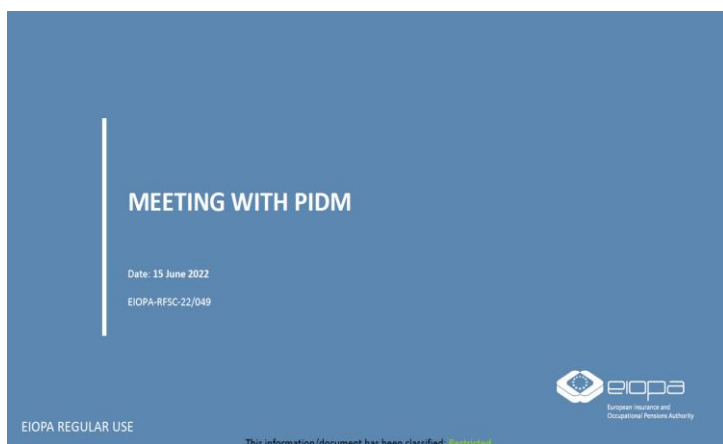 MEETING WITH PIDM
Date: 15 June 2022
EIOPA-RFSC-22/049
eiopa
European Insurance and
Occupational Pensions Authority
EIOPA REGULAR USE
This information/document has been classified: Restricted